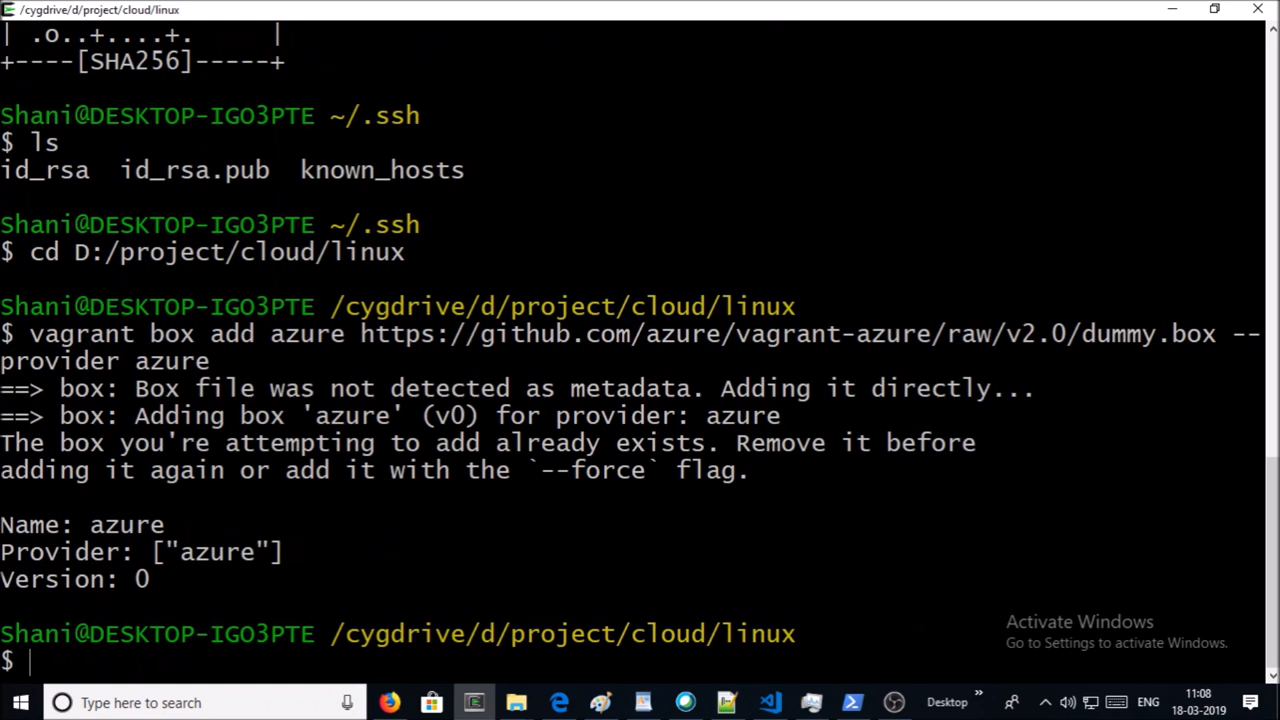 /cygdrive/d/project/cloud/linux
| .o..+....+.     |
+----[SHA256]-----+
Shani@DESKTOP-IGO3PTE ~/.ssh
$ ls
id_rsa  id_rsa.pub  known_hosts
Shani@DESKTOP-IGO3PTE ~/.ssh
$ cd D:/project/cloud/linux
Shani@DESKTOP-IGO3PTE /cygdrive/d/project/cloud/linux
$ vagrant box add azure https://github.com/azure/vagrant-azure/raw/v2.0/dummy.box --
provider azure
==> box: Box file was not detected as metadata. Adding it directly...
==> box: Adding box 'azure' (v0) for provider: azure
The box you're attempting to add already exists. Remove it before
adding it again or add it with the `--force` flag.
Name: azure
Provider: ["azure"]
Version: 0
Shani@DESKTOP-IGO3PTE /cygdrive/d/project/cloud/linux
$
Activate Windows
Go to Settings to activate Windows.
Type here to search
Desktop
ENG
11:08
18-03-2019